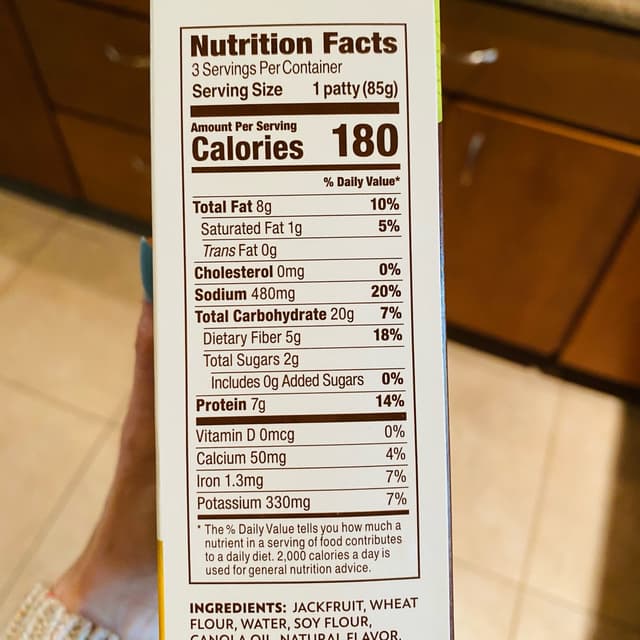 Nutrition Facts
3 Servings Per Container
Serving Size 1 patty (85g)
Amount Per Serving
Calories 180
% Daily Value*
Total Fat 8g 10%
Saturated Fat 1g 5%
Trans Fat 0g
Cholesterol 0mg 0%
Sodium 480mg 20%
Total Carbohydrate 20g 7%
Dietary Fiber 5g 18%
Total Sugars 2g
Includes 0g Added Sugars 0%
Protein 7g 14%
Vitamin D 0mcg 0%
Calcium 50mg 4%
Iron 1.3mg 7%
Potassium 330mg 7%
* The % Daily Value tells you how much a
nutrient in a serving of food contributes
to a daily diet. 2,000 calories a day is
used for general nutrition advice.
INGREDIENTS: JACKFRUIT, WHEAT
FLOUR, WATER, SOY FLOUR,
CANOLA OIL, NATURAL FLAVOR,